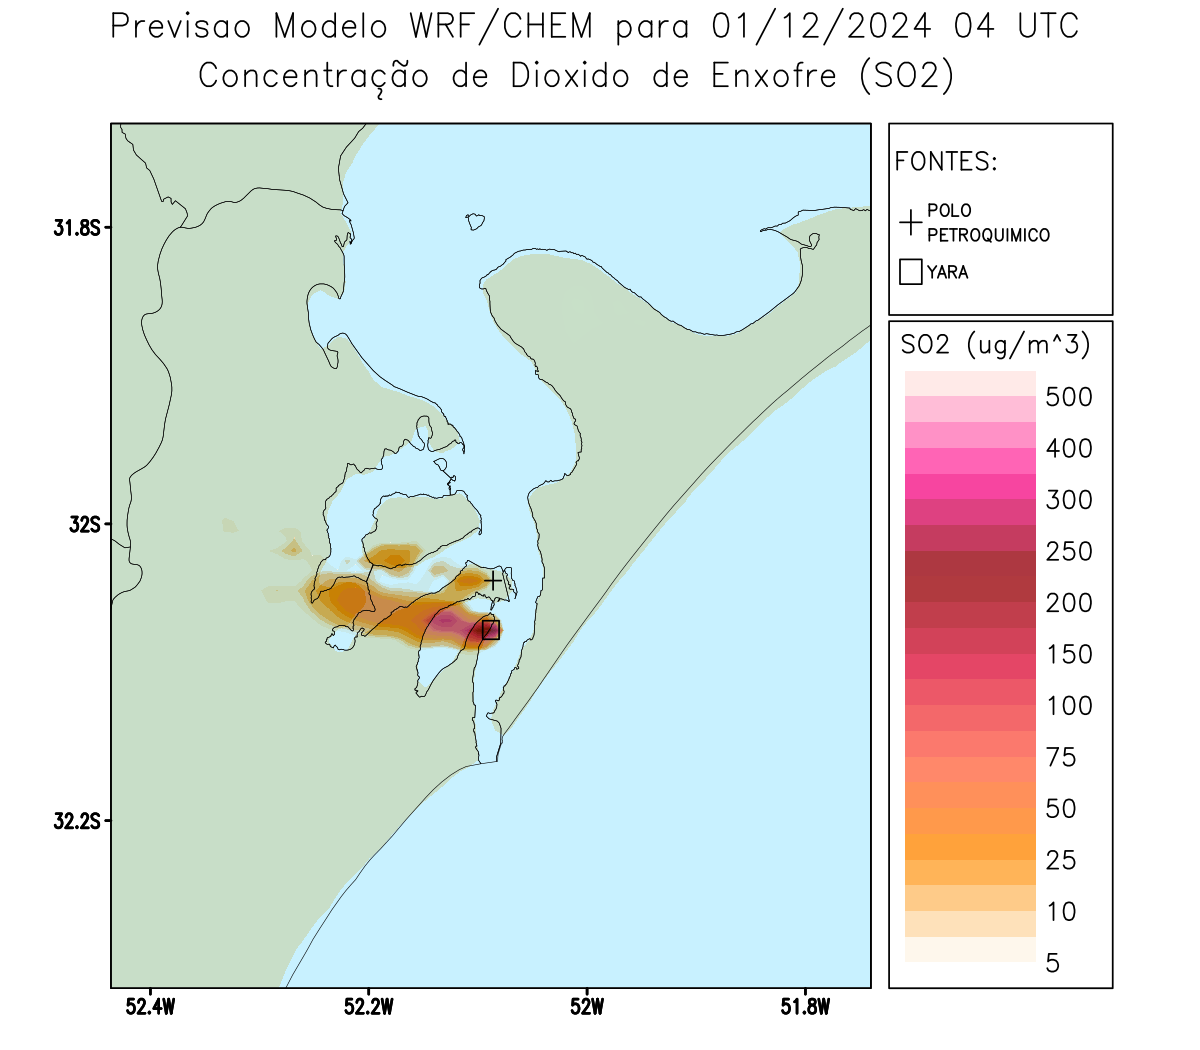 Previsao Modelo WRF/CHEM para 01/12/2024 04 UTC
Concentração de Dioxido de Enxofre (SO2)
FONTES:
POLO
PETROQUIMICO
YARA
SO2 (ug/m^3)
500
400
300
250
200
150
100
75
50
25
10
5
31.8S
32S
32.2S
52.4W
52.2W
52W
51.8W